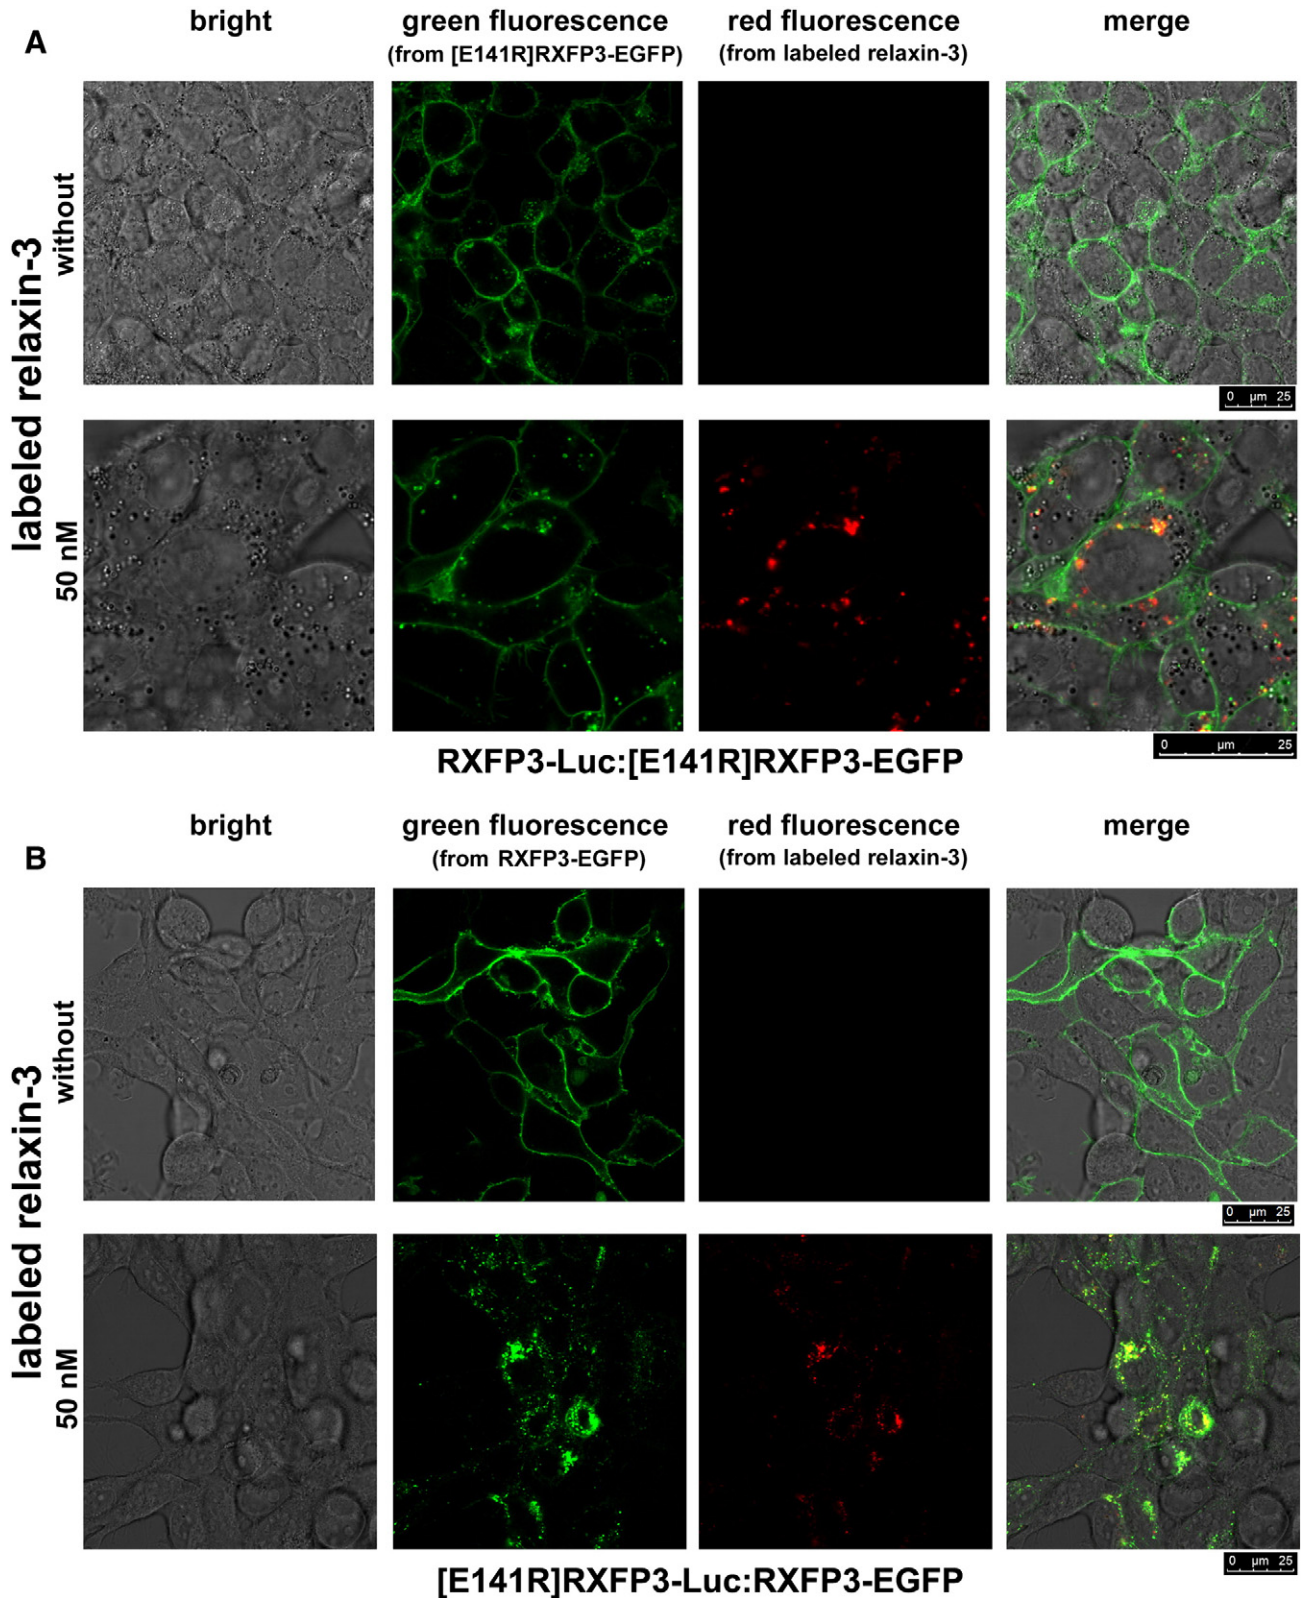 A
bright
green fluorescence
(from [E141R]RXFP3-EGFP)
red fluorescence
(from labeled relaxin-3)
merge
labeled relaxin-3
without
0 µm 25
50 nM
0 µm 25
RXFP3-Luc:[E141R]RXFP3-EGFP
B
bright
green fluorescence
(from RXFP3-EGFP)
red fluorescence
(from labeled relaxin-3)
merge
labeled relaxin-3
without
0 µm 25
50 nM
0 µm 25
[E141R]RXFP3-Luc:RXFP3-EGFP